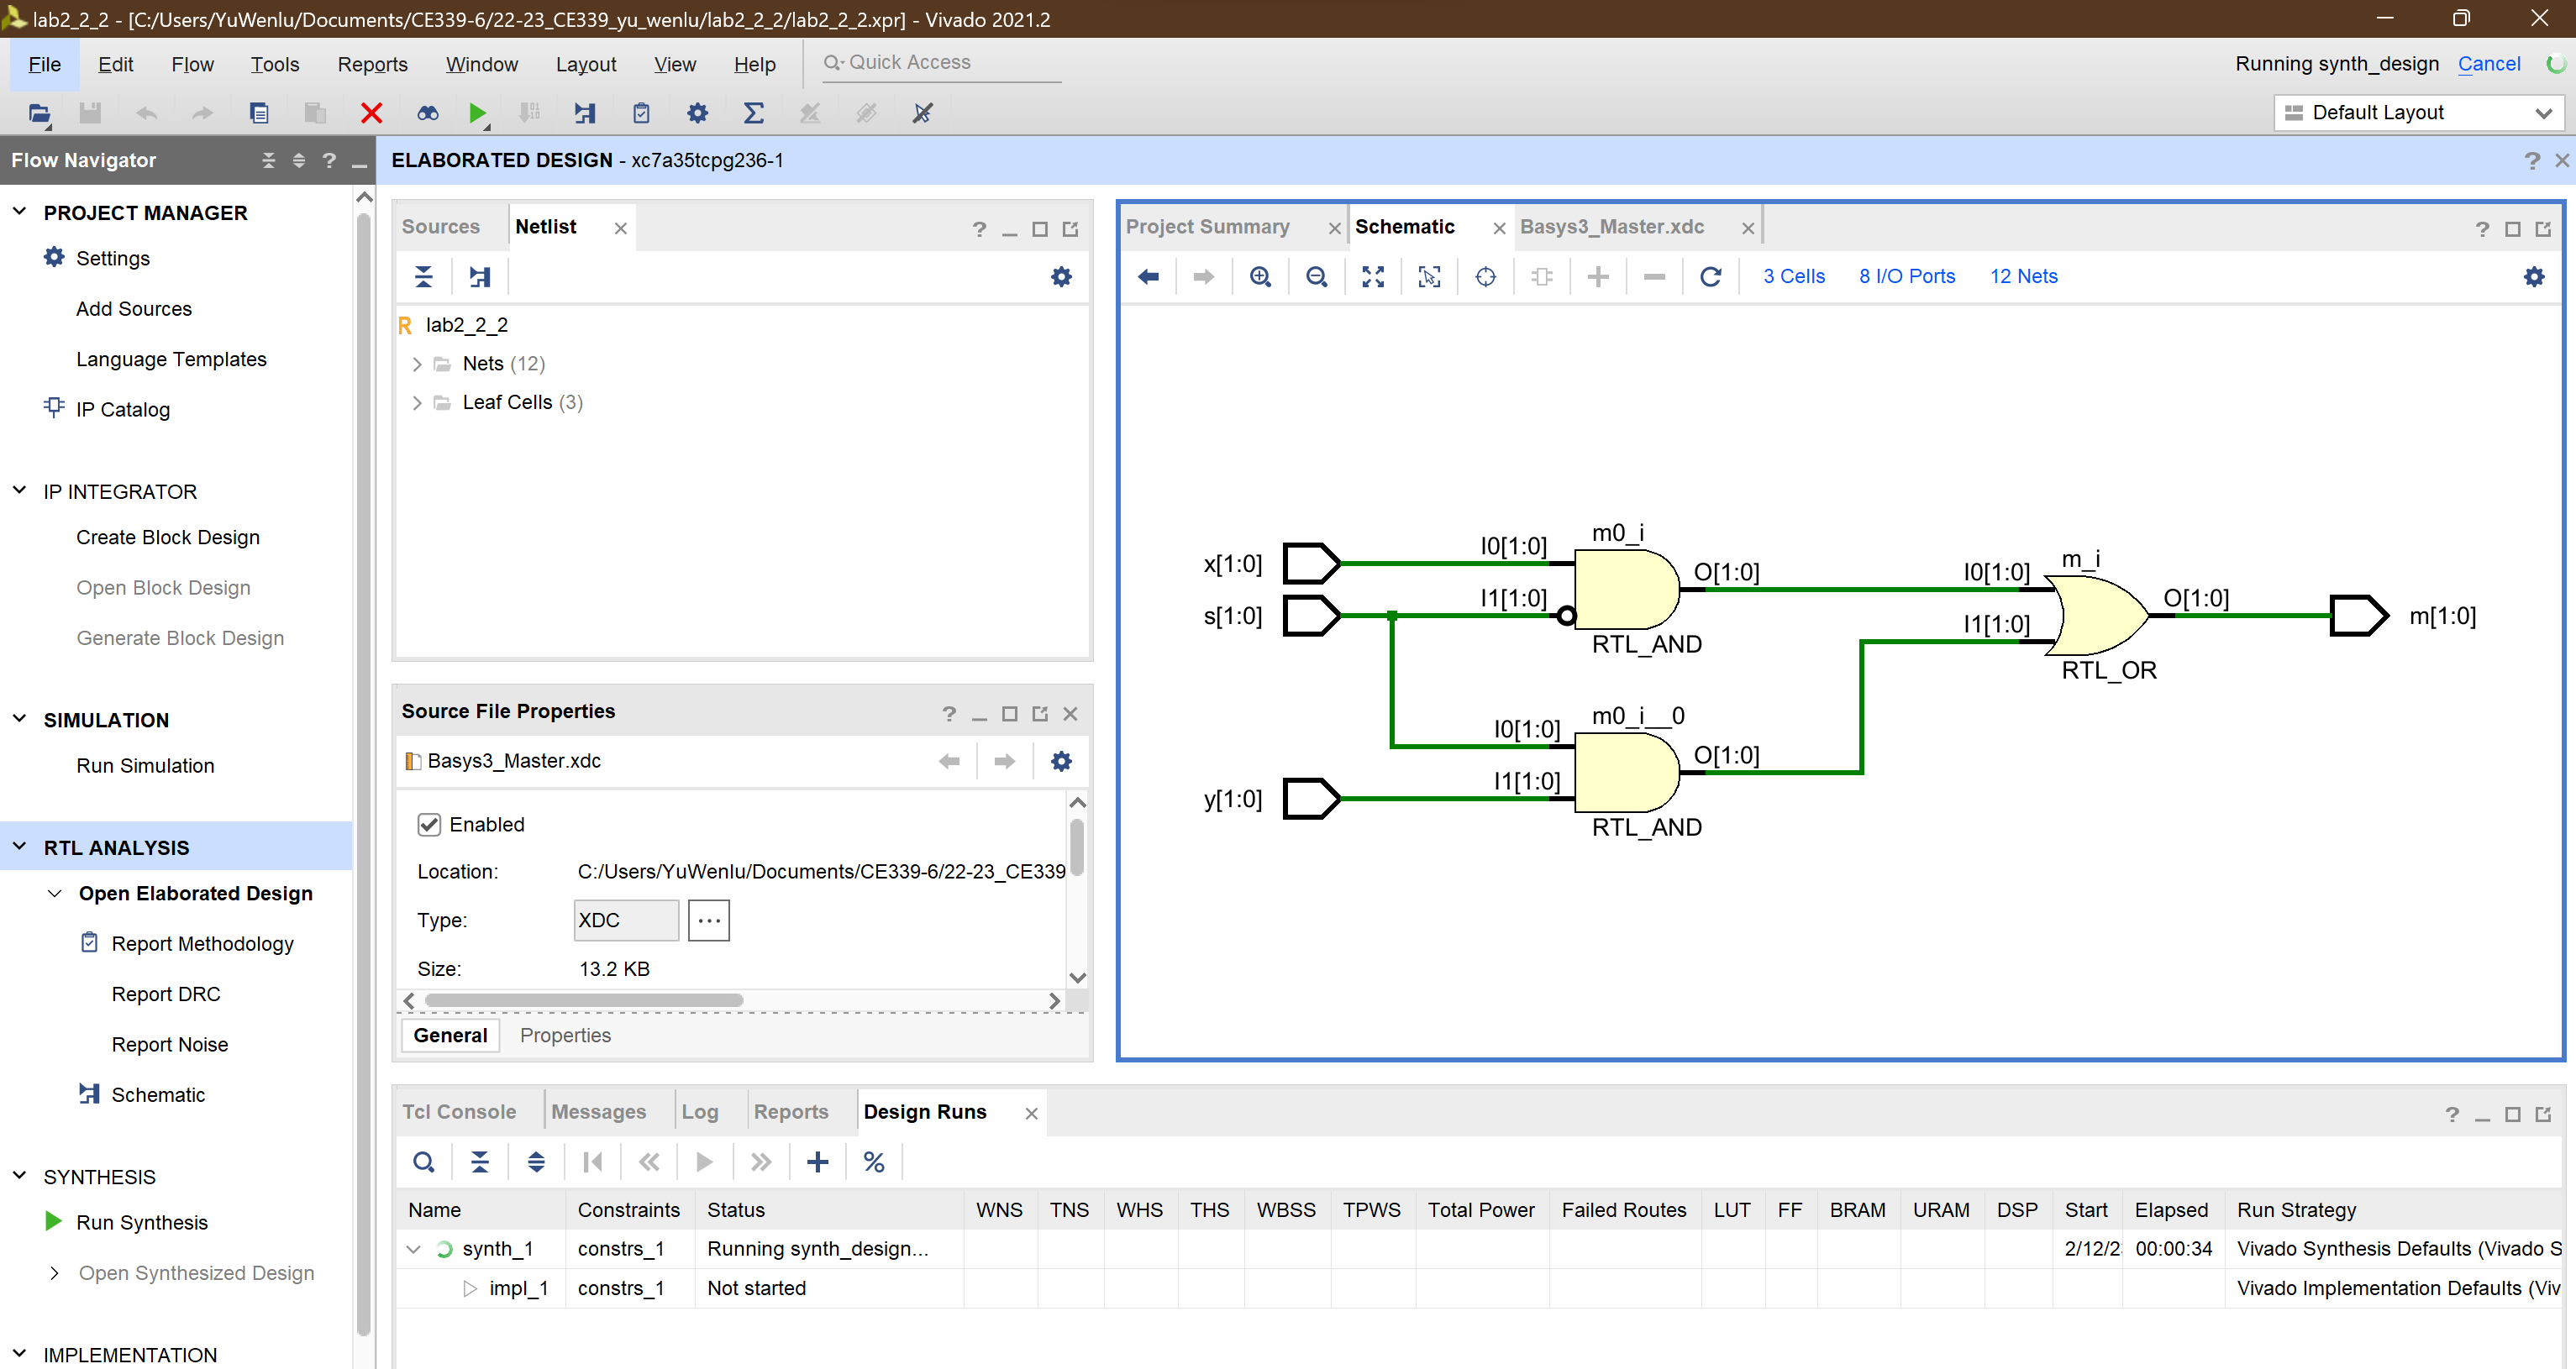 lab2_2_2 - [C:/Users/YuWenlu/Documents/CE339-6/22-23_CE339_yu_wenlu/lab2_2_2/lab2_2_2.xpr] - Vivado 2021.2
File Edit Flow Tools Reports Window Layout View Help Quick Access Running synth_design Cancel
Default Layout
Flow Navigator
ELABORATED DESIGN - xc7a35tcpg236-1
PROJECT MANAGER
Settings
Add Sources
Language Templates
IP Catalog
IP INTEGRATOR
Create Block Design
Open Block Design
Generate Block Design
SIMULATION
Run Simulation
RTL ANALYSIS
Open Elaborated Design
Report Methodology
Report DRC
Report Noise
Schematic
SYNTHESIS
Run Synthesis
Open Synthesized Design
IMPLEMENTATION
Sources Netlist
R lab2_2_2
Nets (12)
Leaf Cells (3)
Source File Properties
Basys3_Master.xdc
Enabled
Location: C:/Users/YuWenlu/Documents/CE339-6/22-23_CE339
Type: XDC ...
Size: 13.2 KB
General Properties
Project Summary Schematic Basys3_Master.xdc
3 Cells 8 I/O Ports 12 Nets
m0_i
x[1:0] I0[1:0] O[1:0]
s[1:0] I1[1:0]
RTL_AND
m_i
I0[1:0] O[1:0] m[1:0]
I1[1:0]
RTL_OR
m0_i__0
I0[1:0] O[1:0]
y[1:0] I1[1:0]
RTL_AND
Tcl Console Messages Log Reports Design Runs
Name Constraints Status WNS TNS WHS THS WBSS TPWS Total Power Failed Routes LUT FF BRAM URAM DSP Start Elapsed Run Strategy
synth_1 constrs_1 Running synth_design... 2/12/2 00:00:34 Vivado Synthesis Defaults (Vivado S
impl_1 constrs_1 Not started Vivado Implementation Defaults (Viv